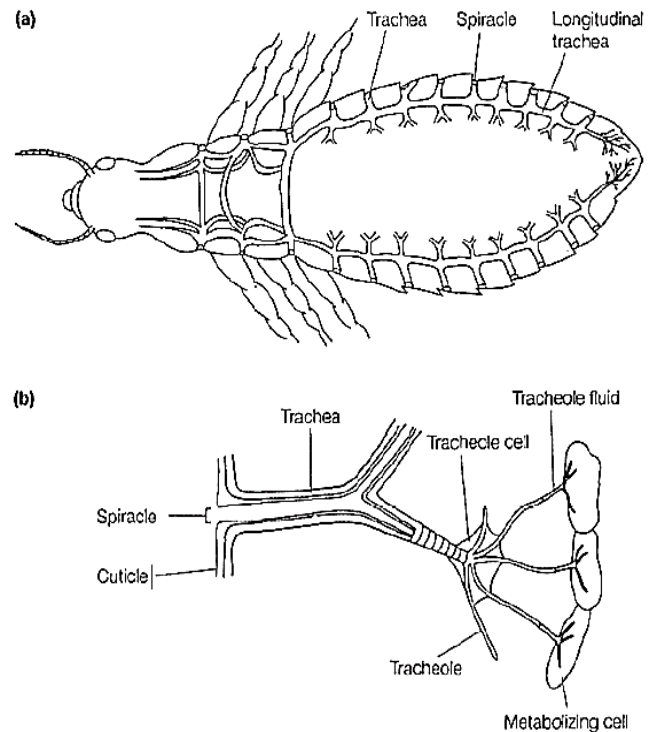 (a)
Trachea
Spiracle
Longitudinal
trachea
(b)
Tracheole fluid
Trachea
Tracheole cell
Spiracle
Cuticle
Tracheole
Metabolizing cell